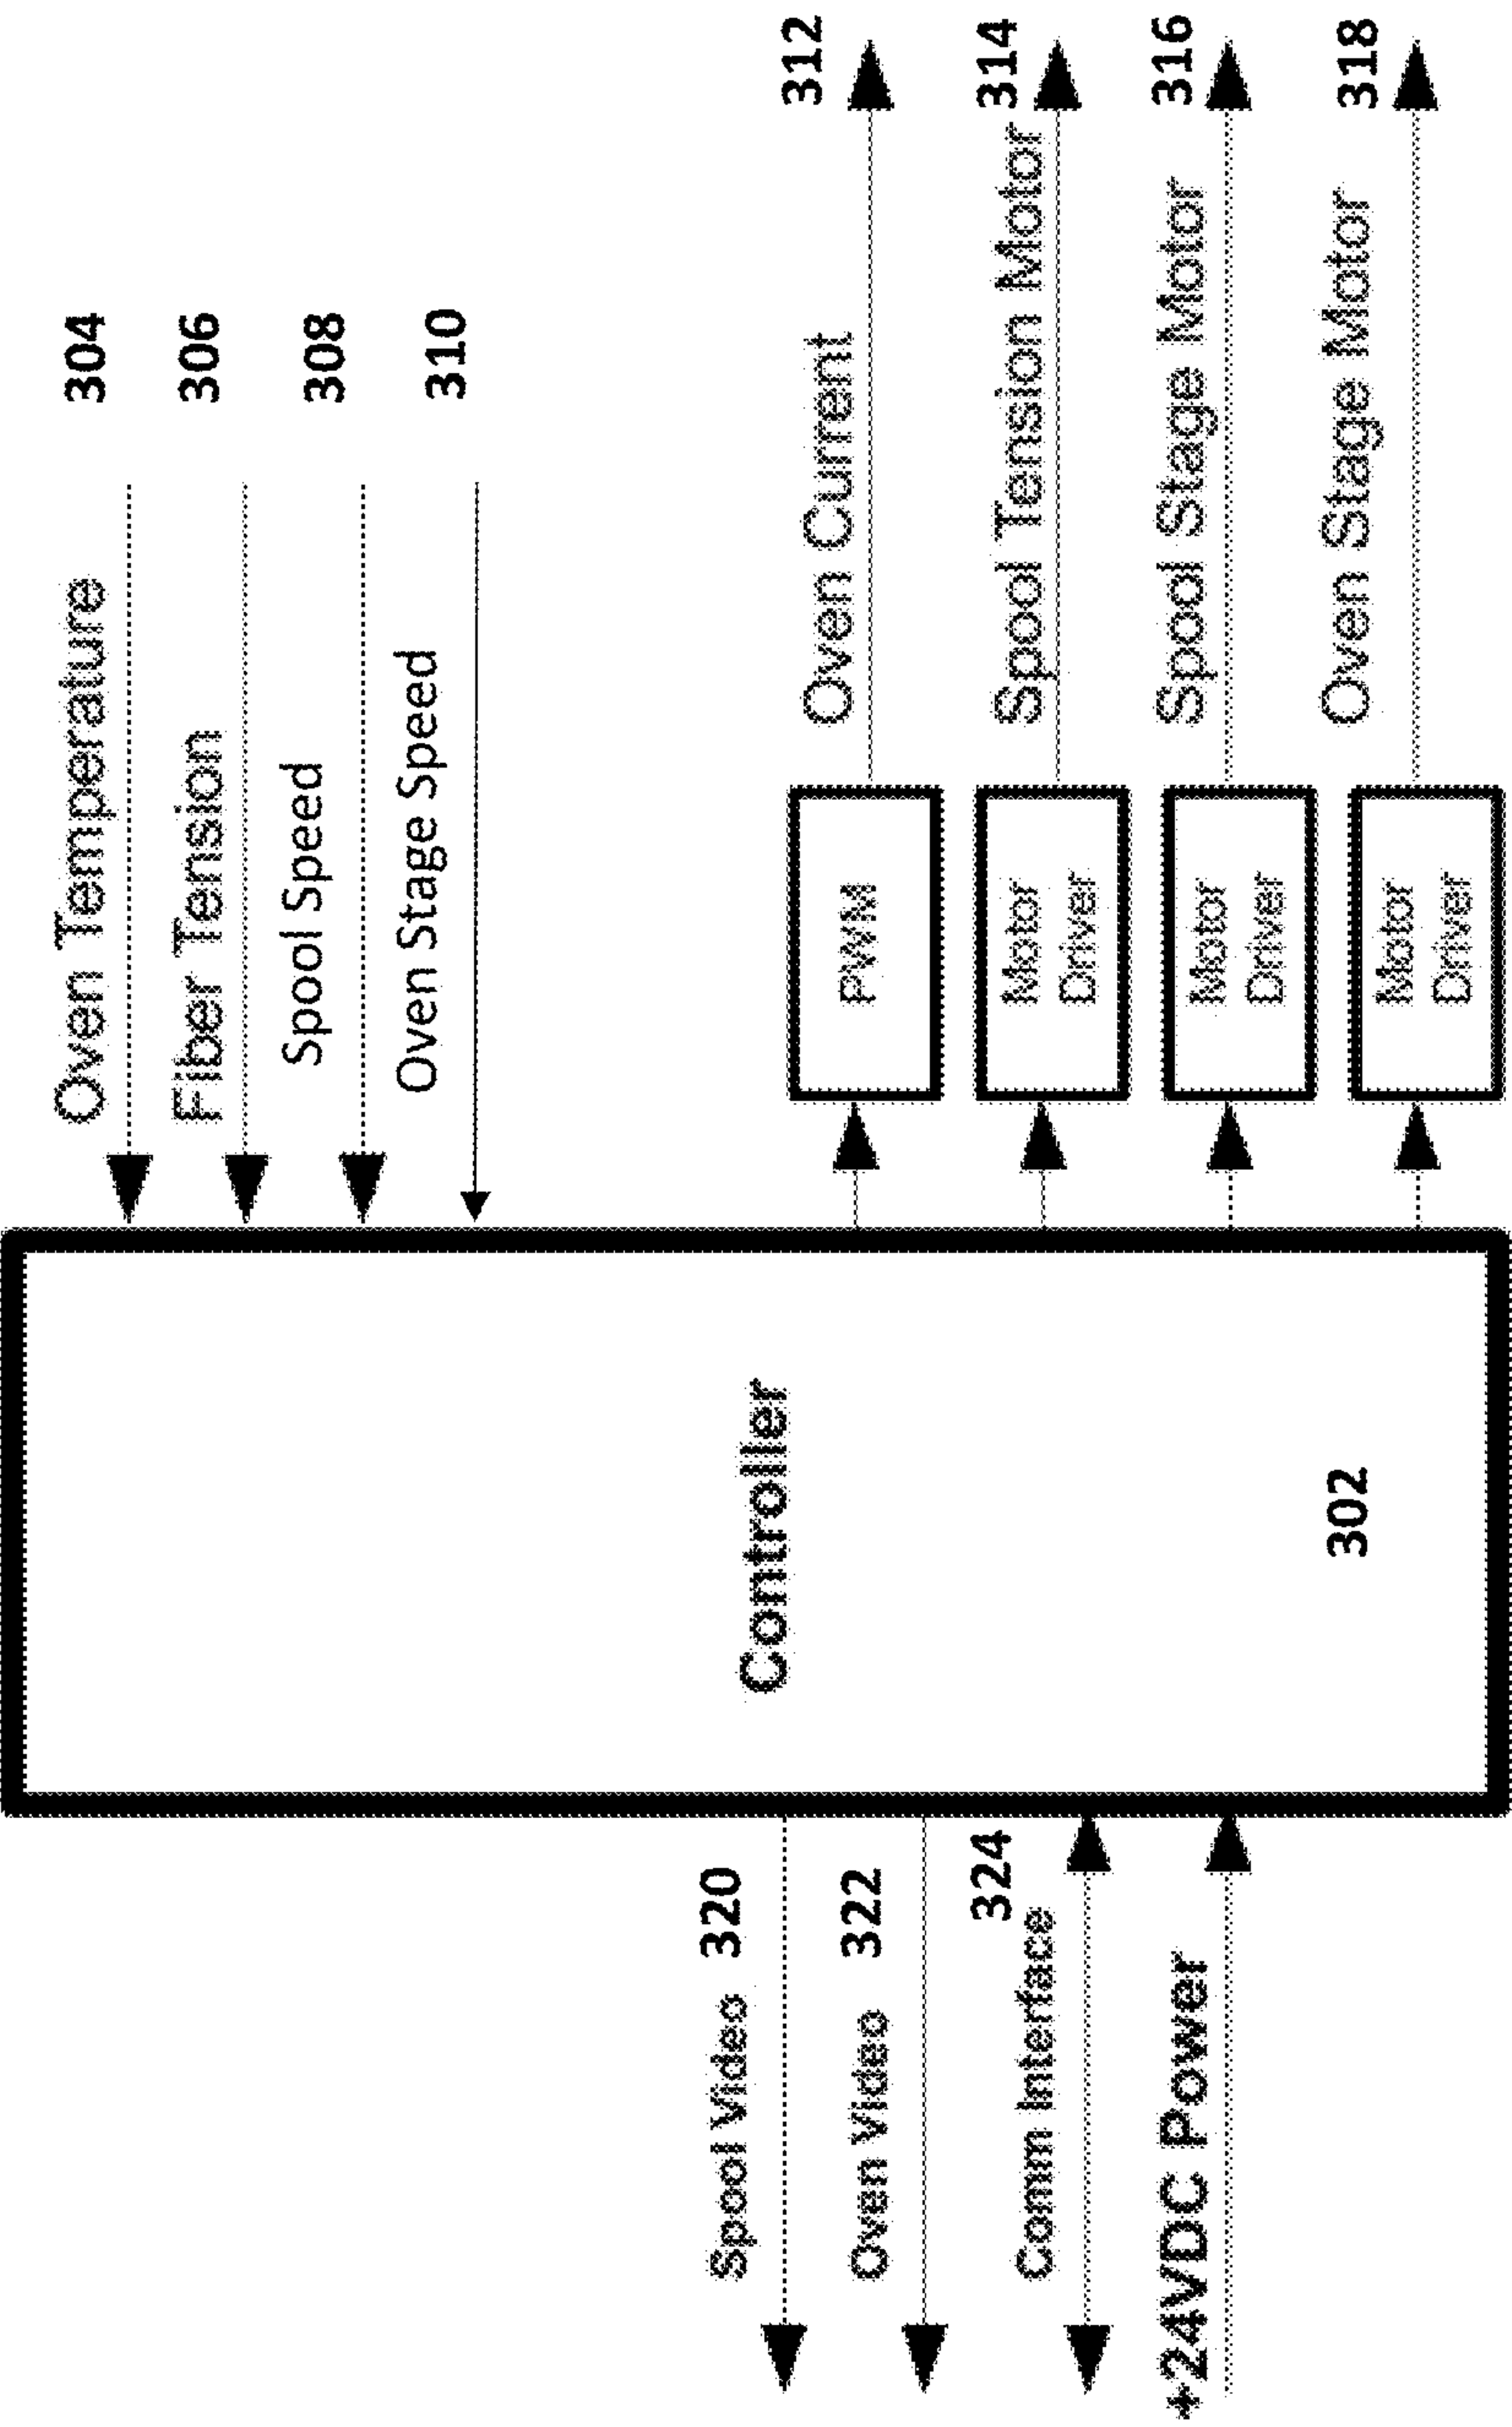 Oven Temperature 304
Fiber Tension 306
Spool Speed 308
Oven Stage Speed 310
Spool Video 320
Oven Video 322
Comm Interface 324
+24VDC Power
Controller
302
PWM
Oven Current 312
Motor
Driver
Spool Tension Motor 314
Motor
Driver
Spool Stage Motor 316
Motor
Driver
Oven Stage Motor 318